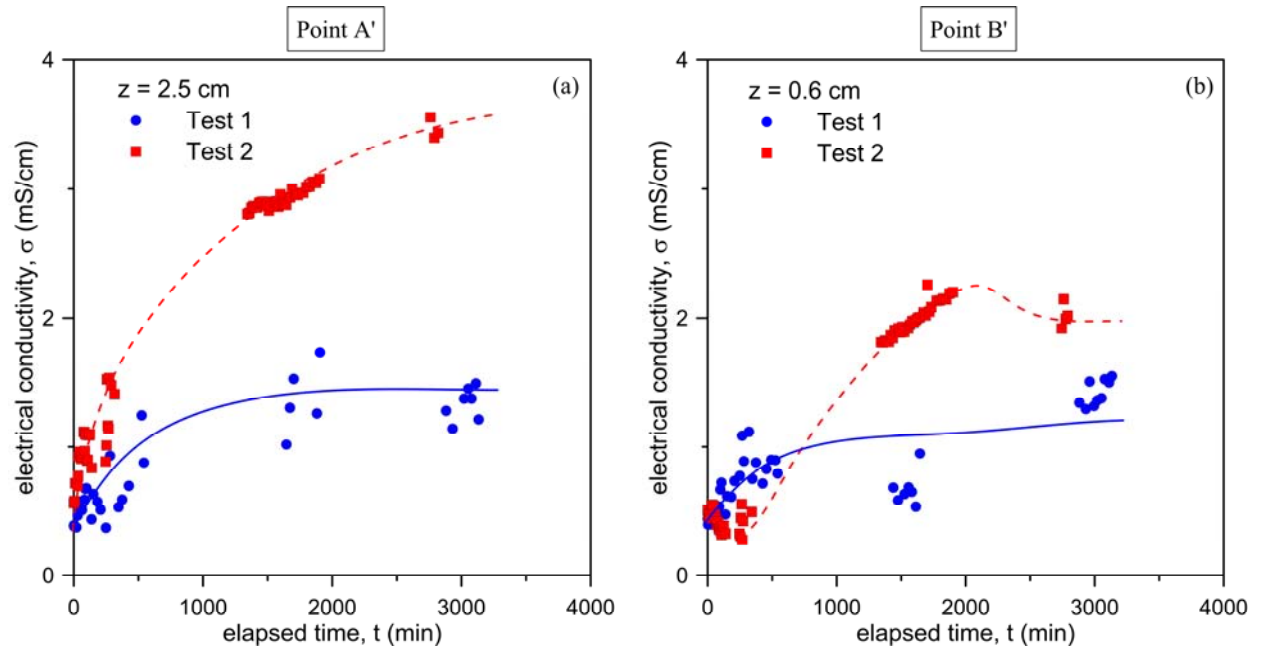 Point A'
Point B'
4
z = 2.5 cm
(a)
Test 1
Test 2
electrical conductivity, σ (mS/cm)
2
0
0
1000
2000
3000
4000
elapsed time, t (min)
4
z = 0.6 cm
(b)
Test 1
Test 2
electrical conductivity, σ (mS/cm)
2
0
0
1000
2000
3000
4000
elapsed time, t (min)